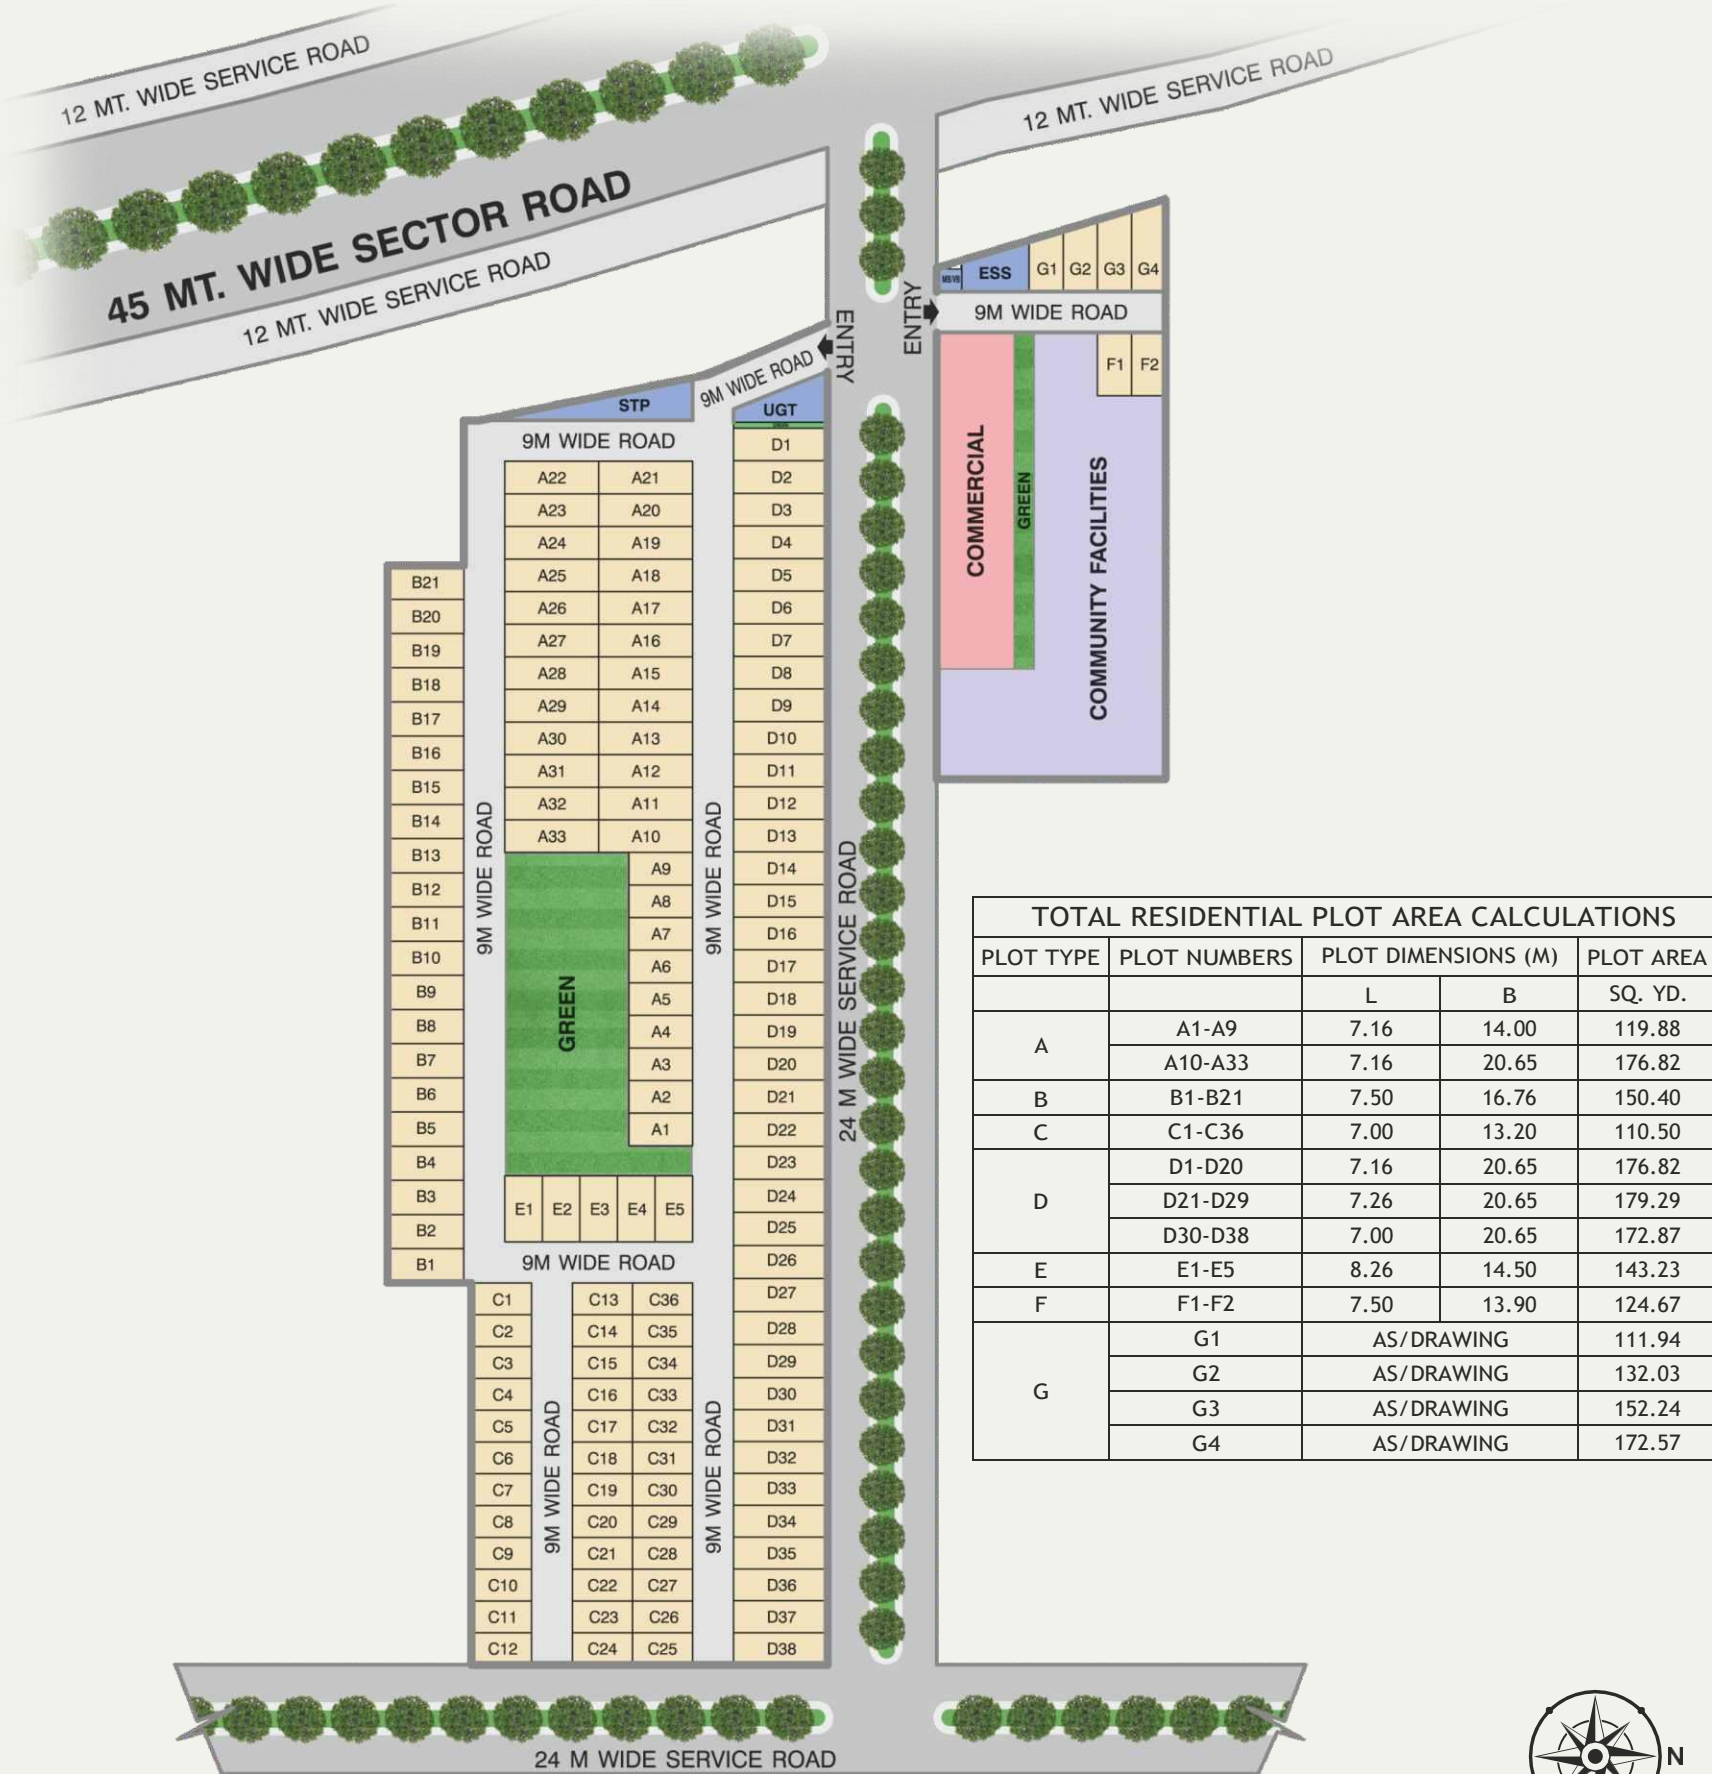 12 MT. WIDE SERVICE ROAD
12 MT. WIDE SERVICE ROAD
45 MT. WIDE SECTOR ROAD
12 MT. WIDE SERVICE ROAD
ESS
G1 G2 G3 G4
ENTRY
9M WIDE ROAD
ENTRY
9M WIDE ROAD
F1 F2
STP
UGT
9M WIDE ROAD
COMMERCIAL
GREEN
COMMUNITY FACILITIES
A22 A21
A23 A20
A24 A19
A25 A18
A26 A17
A27 A16
A28 A15
A29 A14
A30 A13
A31 A12
A32 A11
A33 A10
A9
A8
A7
A6
A5
A4
A3
A2
A1
B21
B20
B19
B18
B17
B16
B15
B14
B13
B12
B11
B10
B9
B8
B7
B6
B5
B4
B3
B2
B1
9M WIDE ROAD
GREEN
9M WIDE ROAD
E1 E2 E3 E4 E5
9M WIDE ROAD
D1
D2
D3
D4
D5
D6
D7
D8
D9
D10
D11
D12
D13
D14
D15
D16
D17
D18
D19
D20
D21
D22
D23
D24
D25
D26
D27
D28
D29
D30
D31
D32
D33
D34
D35
D36
D37
D38
24 M WIDE SERVICE ROAD
C1 C13 C36
C2 C14 C35
C3 C15 C34
C4 C16 C33
C5 C17 C32
C6 C18 C31
C7 C19 C30
C8 C20 C29
C9 C21 C28
C10 C22 C27
C11 C23 C26
C12 C24 C25
9M WIDE ROAD
9M WIDE ROAD
TOTAL RESIDENTIAL PLOT AREA CALCULATIONS
PLOT TYPE PLOT NUMBERS PLOT DIMENSIONS (M) PLOT AREA
L B SQ. YD.
A A1-A9 7.16 14.00 119.88
A10-A33 7.16 20.65 176.82
B B1-B21 7.50 16.76 150.40
C C1-C36 7.00 13.20 110.50
D D1-D20 7.16 20.65 176.82
D21-D29 7.26 20.65 179.29
D30-D38 7.00 20.65 172.87
E E1-E5 8.26 14.50 143.23
F F1-F2 7.50 13.90 124.67
G G1 AS/DRAWING 111.94
G2 AS/DRAWING 132.03
G3 AS/DRAWING 152.24
G4 AS/DRAWING 172.57
24 M WIDE SERVICE ROAD
N